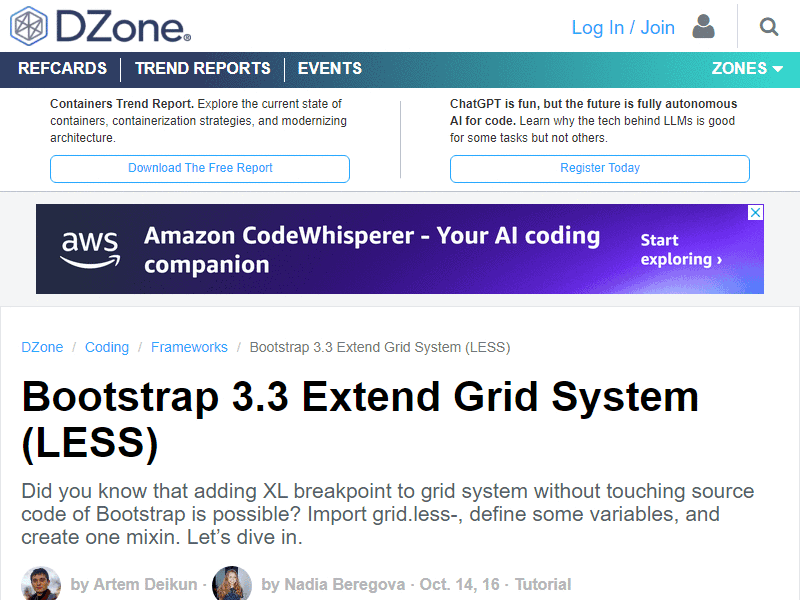 DZone®
Log In / Join
REFCARDS
TREND REPORTS
EVENTS
ZONES
Containers Trend Report. Explore the current state of
containers, containerization strategies, and modernizing
architecture.
Download The Free Report
ChatGPT is fun, but the future is fully autonomous
AI for code. Learn why the tech behind LLMs is good
for some tasks but not others.
Register Today
aws
Amazon CodeWhisperer - Your AI coding
companion
Start
exploring ›
DZone / Coding / Frameworks / Bootstrap 3.3 Extend Grid System (LESS)
Bootstrap 3.3 Extend Grid System
(LESS)
Did you know that adding XL breakpoint to grid system without touching source
code of Bootstrap is possible? Import grid.less-, define some variables, and
create one mixin. Let’s dive in.
by Artem Deikun · by Nadia Beregova · Oct. 14, 16 · Tutorial